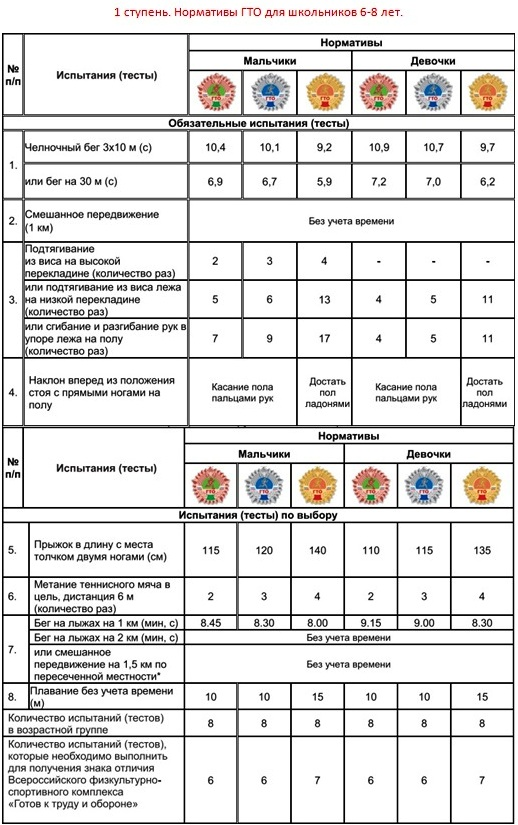 1 ступень. Нормативы ГТО для школьников 6-8 лет.
№ п/п Испытания (тесты) Нормативы
Мальчики Девочки
ГТО ГТО ГТО ГТО ГТО ГТО
Обязательные испытания (тесты)
1. Челночный бег 3х10 м (с) 10,4 10,1 9,2 10,9 10,7 9,7
или бег на 30 м (с) 6,9 6,7 5,9 7,2 7,0 6,2
2. Смешанное передвижение
(1 км) Без учета времени
3. Подтягивание
из виса на высокой
перекладине (количество раз) 2 3 4 - - -
или подтягивание из виса лежа
на низкой перекладине
(количество раз) 5 6 13 4 5 11
или сгибание и разгибание рук в
упоре лежа на полу
(количество раз) 7 9 17 4 5 11
4. Наклон вперед из положения
стоя с прямыми ногами на
полу
Касание пола
пальцами рук
Достать
пол
ладонями
Касание пола
пальцами рук
Достать
пол
ладонями
№ п/п Испытания (тесты) Нормативы
Мальчики Девочки
ГТО ГТО ГТО ГТО ГТО ГТО
Испытания (тесты) по выбору
5. Прыжок в длину с места
толчком двумя ногами (см) 115 120 140 110 115 135
6. Метание теннисного мяча в
цель, дистанция 6 м
(количество раз) 2 3 4 2 3 4
7. Бег на лыжах на 1 км (мин, с) 8.45 8.30 8.00 9.15 9.00 8.30
Бег на лыжах на 2 км (мин, с) Без учета времени
или смешанное
передвижение на 1,5 км по
пересеченной местности* Без учета времени
8. Плавание без учета времени
(м) 10 10 15 10 10 15
Количество испытаний (тестов)
в возрастной группе 8 8 8 8 8 8
Количество испытаний (тестов),
которые необходимо выполнить
для получения знака отличия
Всероссийского физкультурно-
спортивного комплекса
«Готов к труду и обороне» 6 6 7 6 6 7